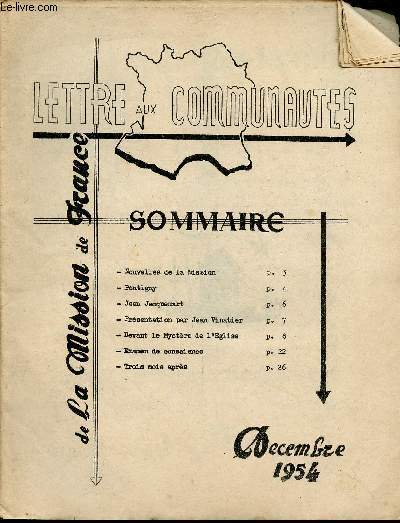 Le-livre.com
LETTRE AUX COMMUNAUTES
de La Mission de France
SOMMAIRE
- Nouvelles de la Mission p. 3
- Pontigny p. 4
- Jean Jacquemart p. 6
- Présentation par Jean Vinatier p. 7
- Devant le Mystère de l'Eglise p. 8
- Examen de conscience p. 22
- Trois mois après p. 26
Decembre
1954